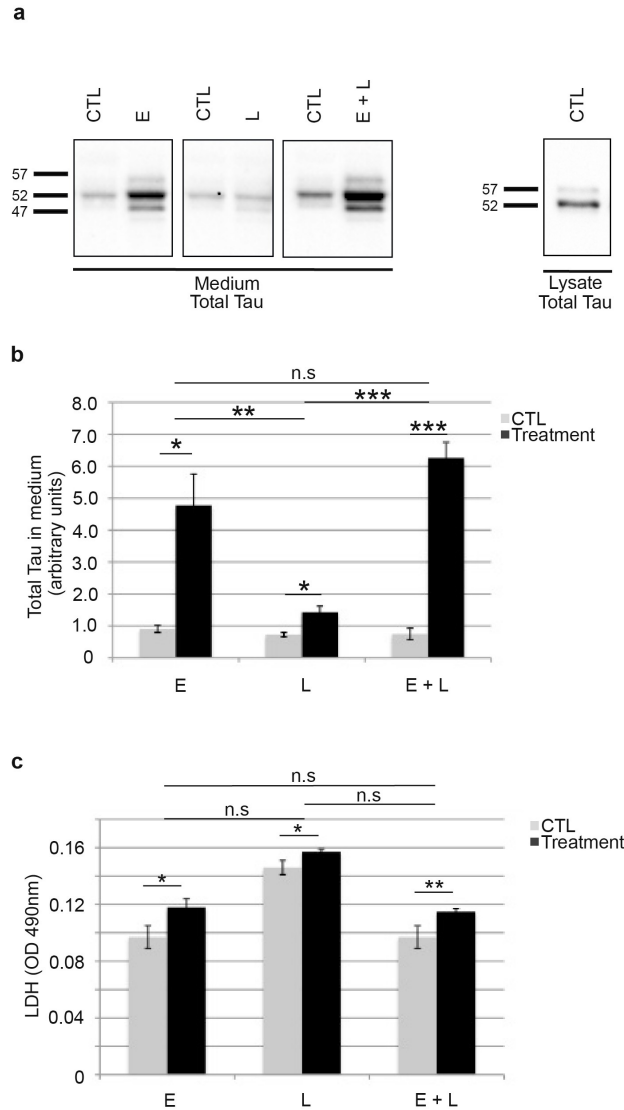 a
CTL
E
CTL
L
CTL
E + L
CTL
57
52
47
57
52
Medium
Total Tau
Lysate
Total Tau
b
n.s
***
**
*
*
***
CTL
Treatment
Total Tau in medium
(arbitrary units)
8.0
7.0
6.0
5.0
4.0
3.0
2.0
1.0
0
E
L
E + L
c
n.s
n.s
n.s
*
*
**
CTL
Treatment
LDH (OD 490nm)
0.16
0.12
0.08
0.04
0
E
L
E + L